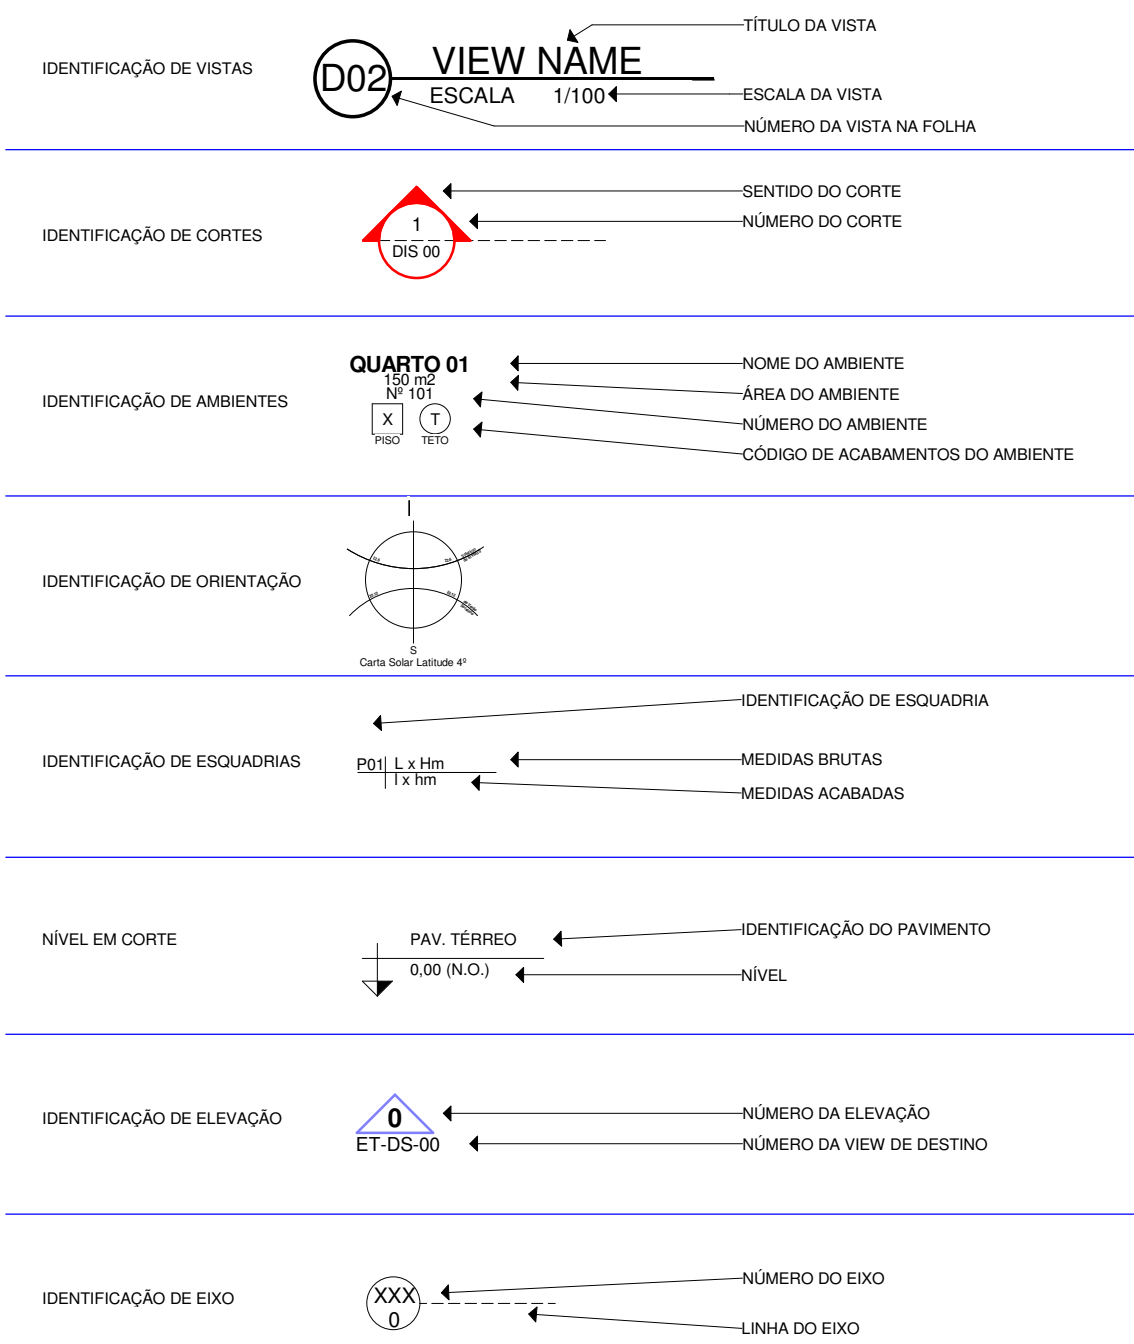 TÍTULO DA VISTA
IDENTIFICAÇÃO DE VISTAS
D02
VIEW NAME
ESCALA 1/100
ESCALA DA VISTA
NÚMERO DA VISTA NA FOLHA
SENTIDO DO CORTE
IDENTIFICAÇÃO DE CORTES
1
DIS 00
NÚMERO DO CORTE
QUARTO 01
150 m2
Nº 101
X
T
PISO
TETO
IDENTIFICAÇÃO DE AMBIENTES
NOME DO AMBIENTE
ÁREA DO AMBIENTE
NÚMERO DO AMBIENTE
CÓDIGO DE ACABAMENTOS DO AMBIENTE
IDENTIFICAÇÃO DE ORIENTAÇÃO
S
Carta Solar Latitude 4º
IDENTIFICAÇÃO DE ESQUADRIA
IDENTIFICAÇÃO DE ESQUADRIAS
P01 L x Hm
l x hm
MEDIDAS BRUTAS
MEDIDAS ACABADAS
NÍVEL EM CORTE
PAV. TÉRREO
0,00 (N.O.)
IDENTIFICAÇÃO DO PAVIMENTO
NÍVEL
IDENTIFICAÇÃO DE ELEVAÇÃO
0
ET-DS-00
NÚMERO DA ELEVAÇÃO
NÚMERO DA VIEW DE DESTINO
IDENTIFICAÇÃO DE EIXO
XXX
0
NÚMERO DO EIXO
LINHA DO EIXO